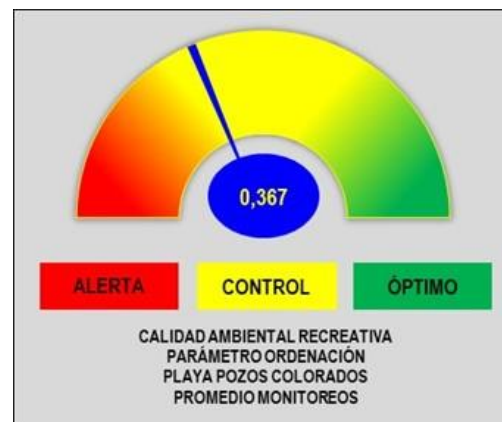 0,367
ALERTA CONTROL ÓPTIMO
CALIDAD AMBIENTAL RECREATIVA
PARÁMETRO ORDENACIÓN
PLAYA POZOS COLORADOS
PROMEDIO MONITOREOS